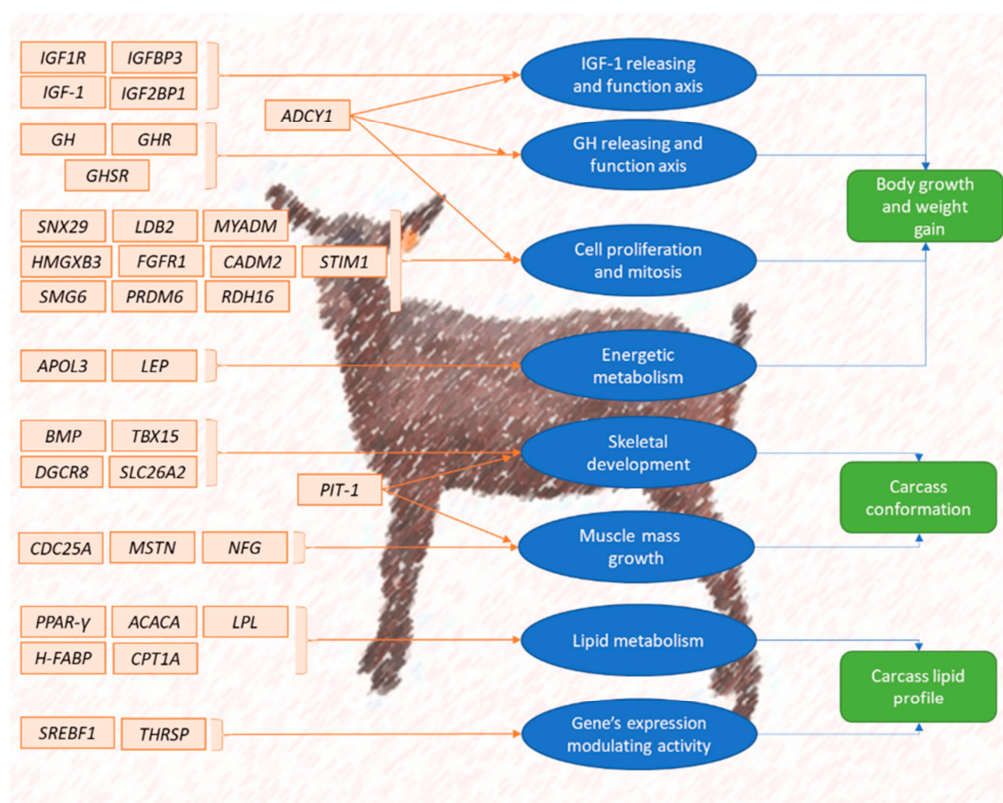 IGF1R IGFBP3
IGF-1 IGF2BP1
ADCY1
GH GHR
GHSR
SNX29 LDB2 MYADM
HMGXB3 FGFR1 CADM2 STIM1
SMG6 PRDM6 RDH16
APOL3 LEP
BMP TBX15
DGCR8 SLC26A2
PIT-1
CDC25A MSTN NFG
PPAR-γ ACACA LPL
H-FABP CPT1A
SREBF1 THRSP
IGF-1 releasing
and function axis
GH releasing and
function axis
Cell proliferation
and mitosis
Energetic
metabolism
Skeletal
development
Muscle mass
growth
Lipid metabolism
Gene's expression
modulating activity
Body growth
and weight
gain
Carcass
conformation
Carcass lipid
profile